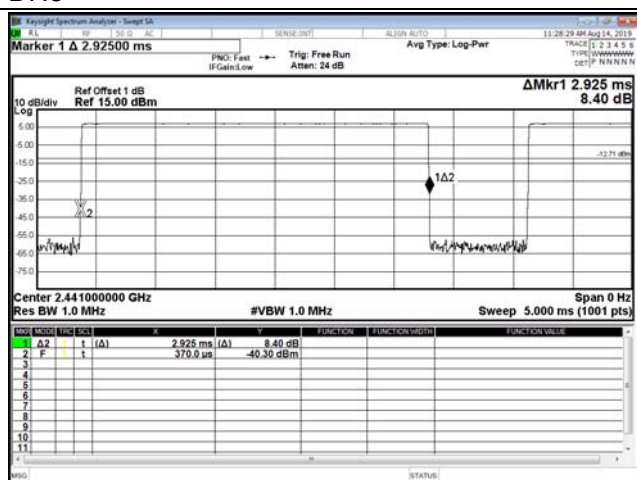 Keysight Spectrum Analyzer - Swept SA
RL RF 50 Ω AC SENSE:INT ALIGN AUTO 11:28:29 AM Aug 14, 2019
Marker 1 Δ 2.92500 ms
PNO: Fast
IFGain:Low
Trig: Free Run
Atten: 24 dB
Avg Type: Log-Pwr
TRACE 1 2 3 4 5 6
TYPE WWWWWW
DET P N N N N N
Ref Offset 1 dB
10 dB/div Ref 15.00 dBm
Log
ΔMkr1 2.925 ms
8.40 dB
5.00
-5.00
-15.0
-25.0
-35.0
-45.0
-55.0
-65.0
-75.0
-12.71 dBm
1Δ2
2
Center 2.441000000 GHz Span 0 Hz
Res BW 1.0 MHz #VBW 1.0 MHz Sweep 5.000 ms (1001 pts)
MKR MODE TRC SCL X Y FUNCTION FUNCTION WIDTH FUNCTION VALUE
1 Δ2 1 t (Δ) 2.925 ms (Δ) 8.40 dB
2 F 1 t 370.0 µs -40.30 dBm
3
4
5
6
7
8
9
10
11
MSG STATUS